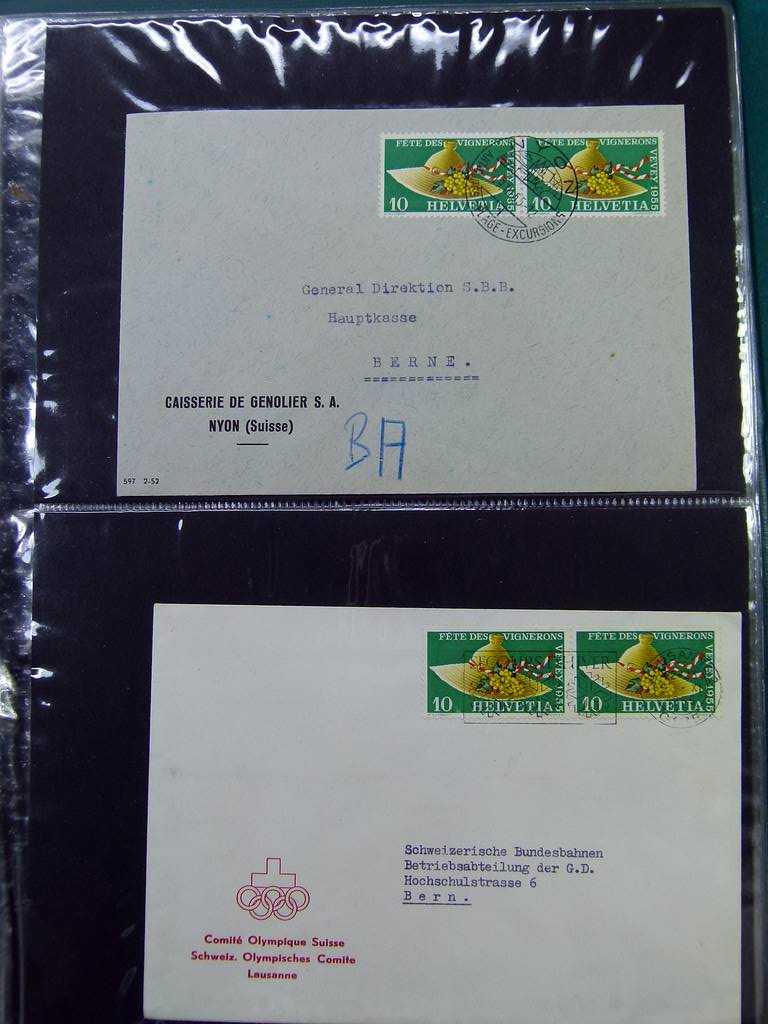 FÊTE DES VIGNERONS
VEVEY 1955
10 HELVETIA
FÊTE DES VIGNERONS
VEVEY 1955
10 HELVETIA
NYON
EXCURSIONS
General Direktion S.B.B.
Hauptkasse
BERNE.
CAISSERIE DE GENOLIER S. A.
NYON (Suisse)
BA
597 2-52
FÊTE DES VIGNERONS
VEVEY 1955
10 HELVETIA
FÊTE DES VIGNERONS
VEVEY 1955
10 HELVETIA
Schweizerische Bundesbahnen
Betriebsabteilung der G.D.
Hochschulstrasse 6
Bern.
Comité Olympique Suisse
Schweiz. Olympisches Comite
Lausanne